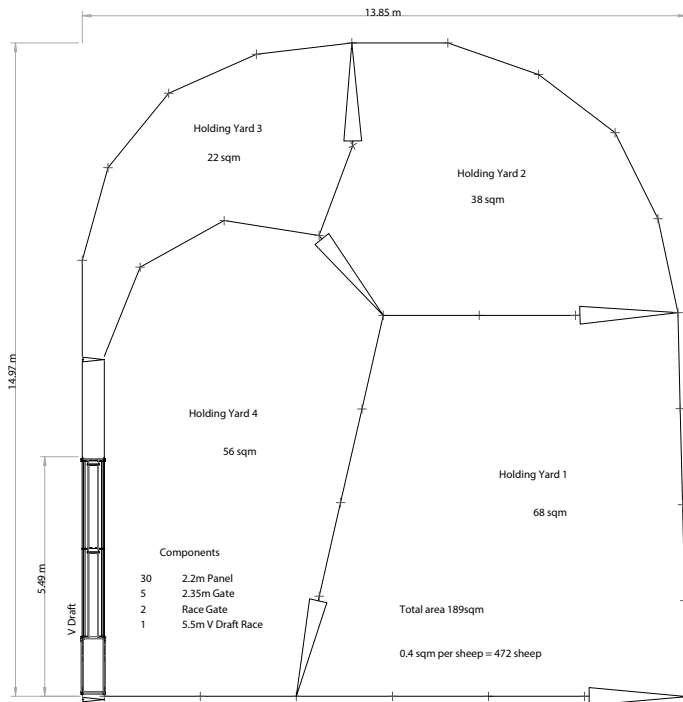 13.85 m
Holding Yard 3
22 sqm
Holding Yard 2
38 sqm
14.97 m
Holding Yard 4
56 sqm
Holding Yard 1
68 sqm
5.49 m
V Draft
Components
30 2.2m Panel
5 2.35m Gate
2 Race Gate
1 5.5m V Draft Race
Total area 189sqm
0.4 sqm per sheep = 472 sheep